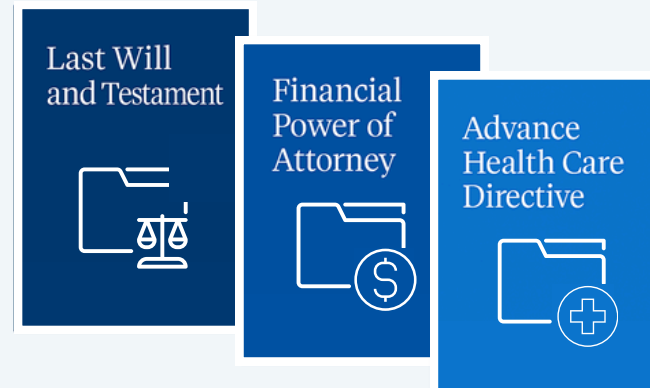 Last Will
and Testament
Financial
Power of
Attorney
$
Advance
Health Care
Directive